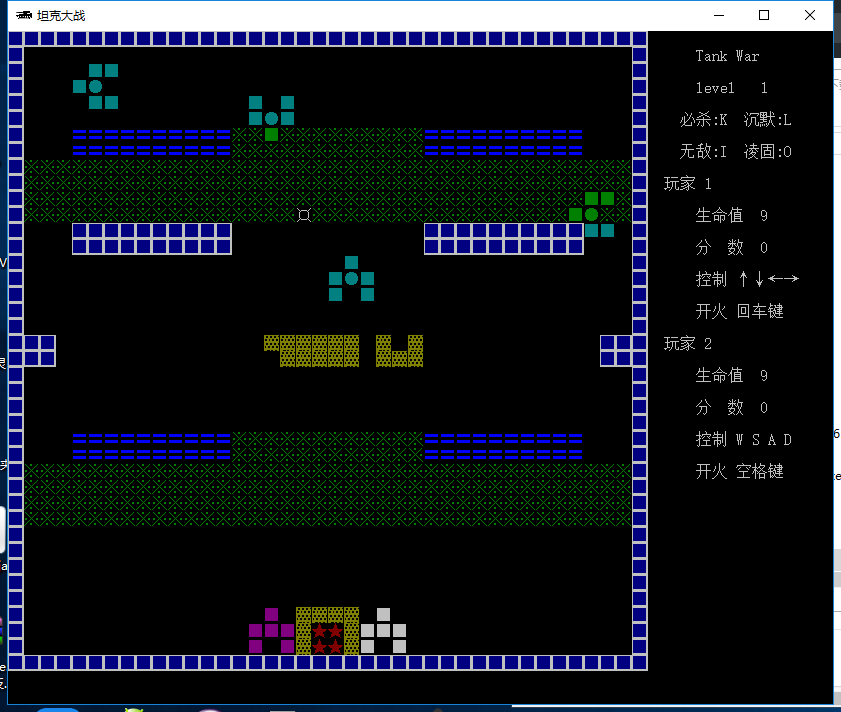 坦克大战
Tank War
level 1
必杀:K 沉默:L
无敌:I 凌固:O
玩家 1
生命值 9
分 数 0
控制 ↑↓←→
开火 回车键
玩家 2
生命值 9
分 数 0
控制 W S A D
开火 空格键